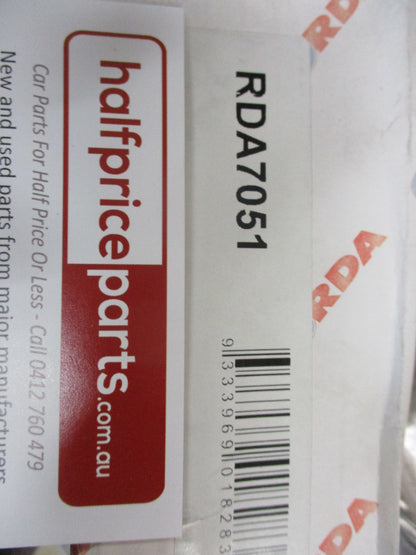 RDA
RDA7051
RDA
9 333969 018283
RDA
halfpriceparts.com.au
Car Parts For Half Price Or Less - Call 0412 760 479
New and used parts from major manufacturers